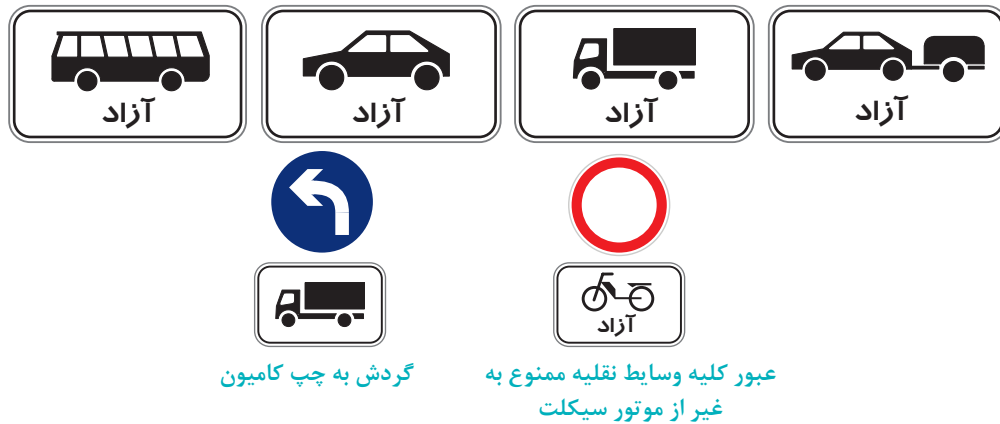 آزاد
آزاد
آزاد
آزاد
آزاد
گردش به چپ کامیون
عبور کلیه وسایط نقلیه ممنوع به
غیر از موتور سیکلت